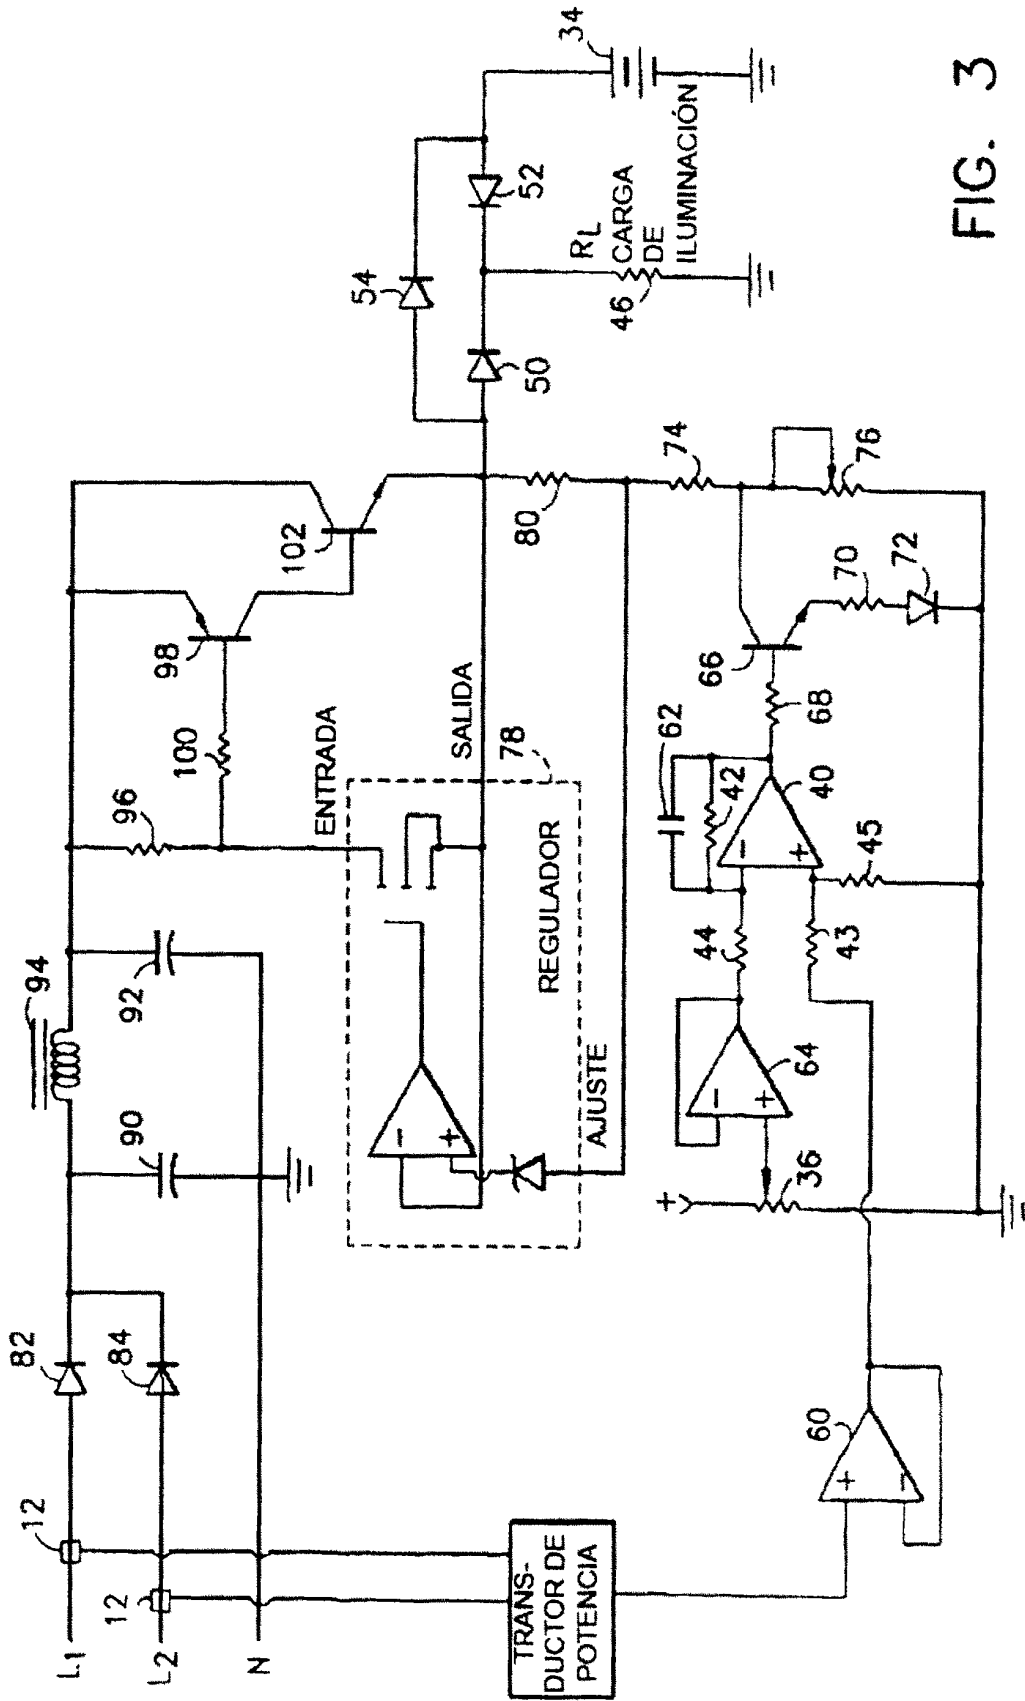 L1
L2
N
12
12
82
84
90
92
94
96
100
98
102
ENTRADA
SALIDA
REGULADOR
78
AJUSTE
54
50
52
34
46
RL
CARGA
DE
ILUMINACIÓN
80
74
76
70
72
66
68
62
42
40
44
43
45
64
36
+
-
+
-
+
-
+
+
-
60
TRANS-
DUCTOR DE
POTENCIA
FIG. 3